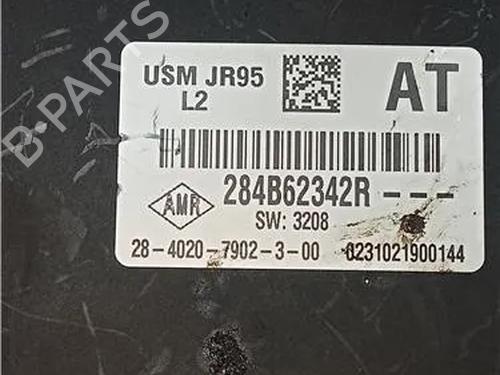 USM JR95
L2
AT
284B62342R---
AMR
SW: 3208
28-4020-7902-3-00 0231021900144
B-PARTS